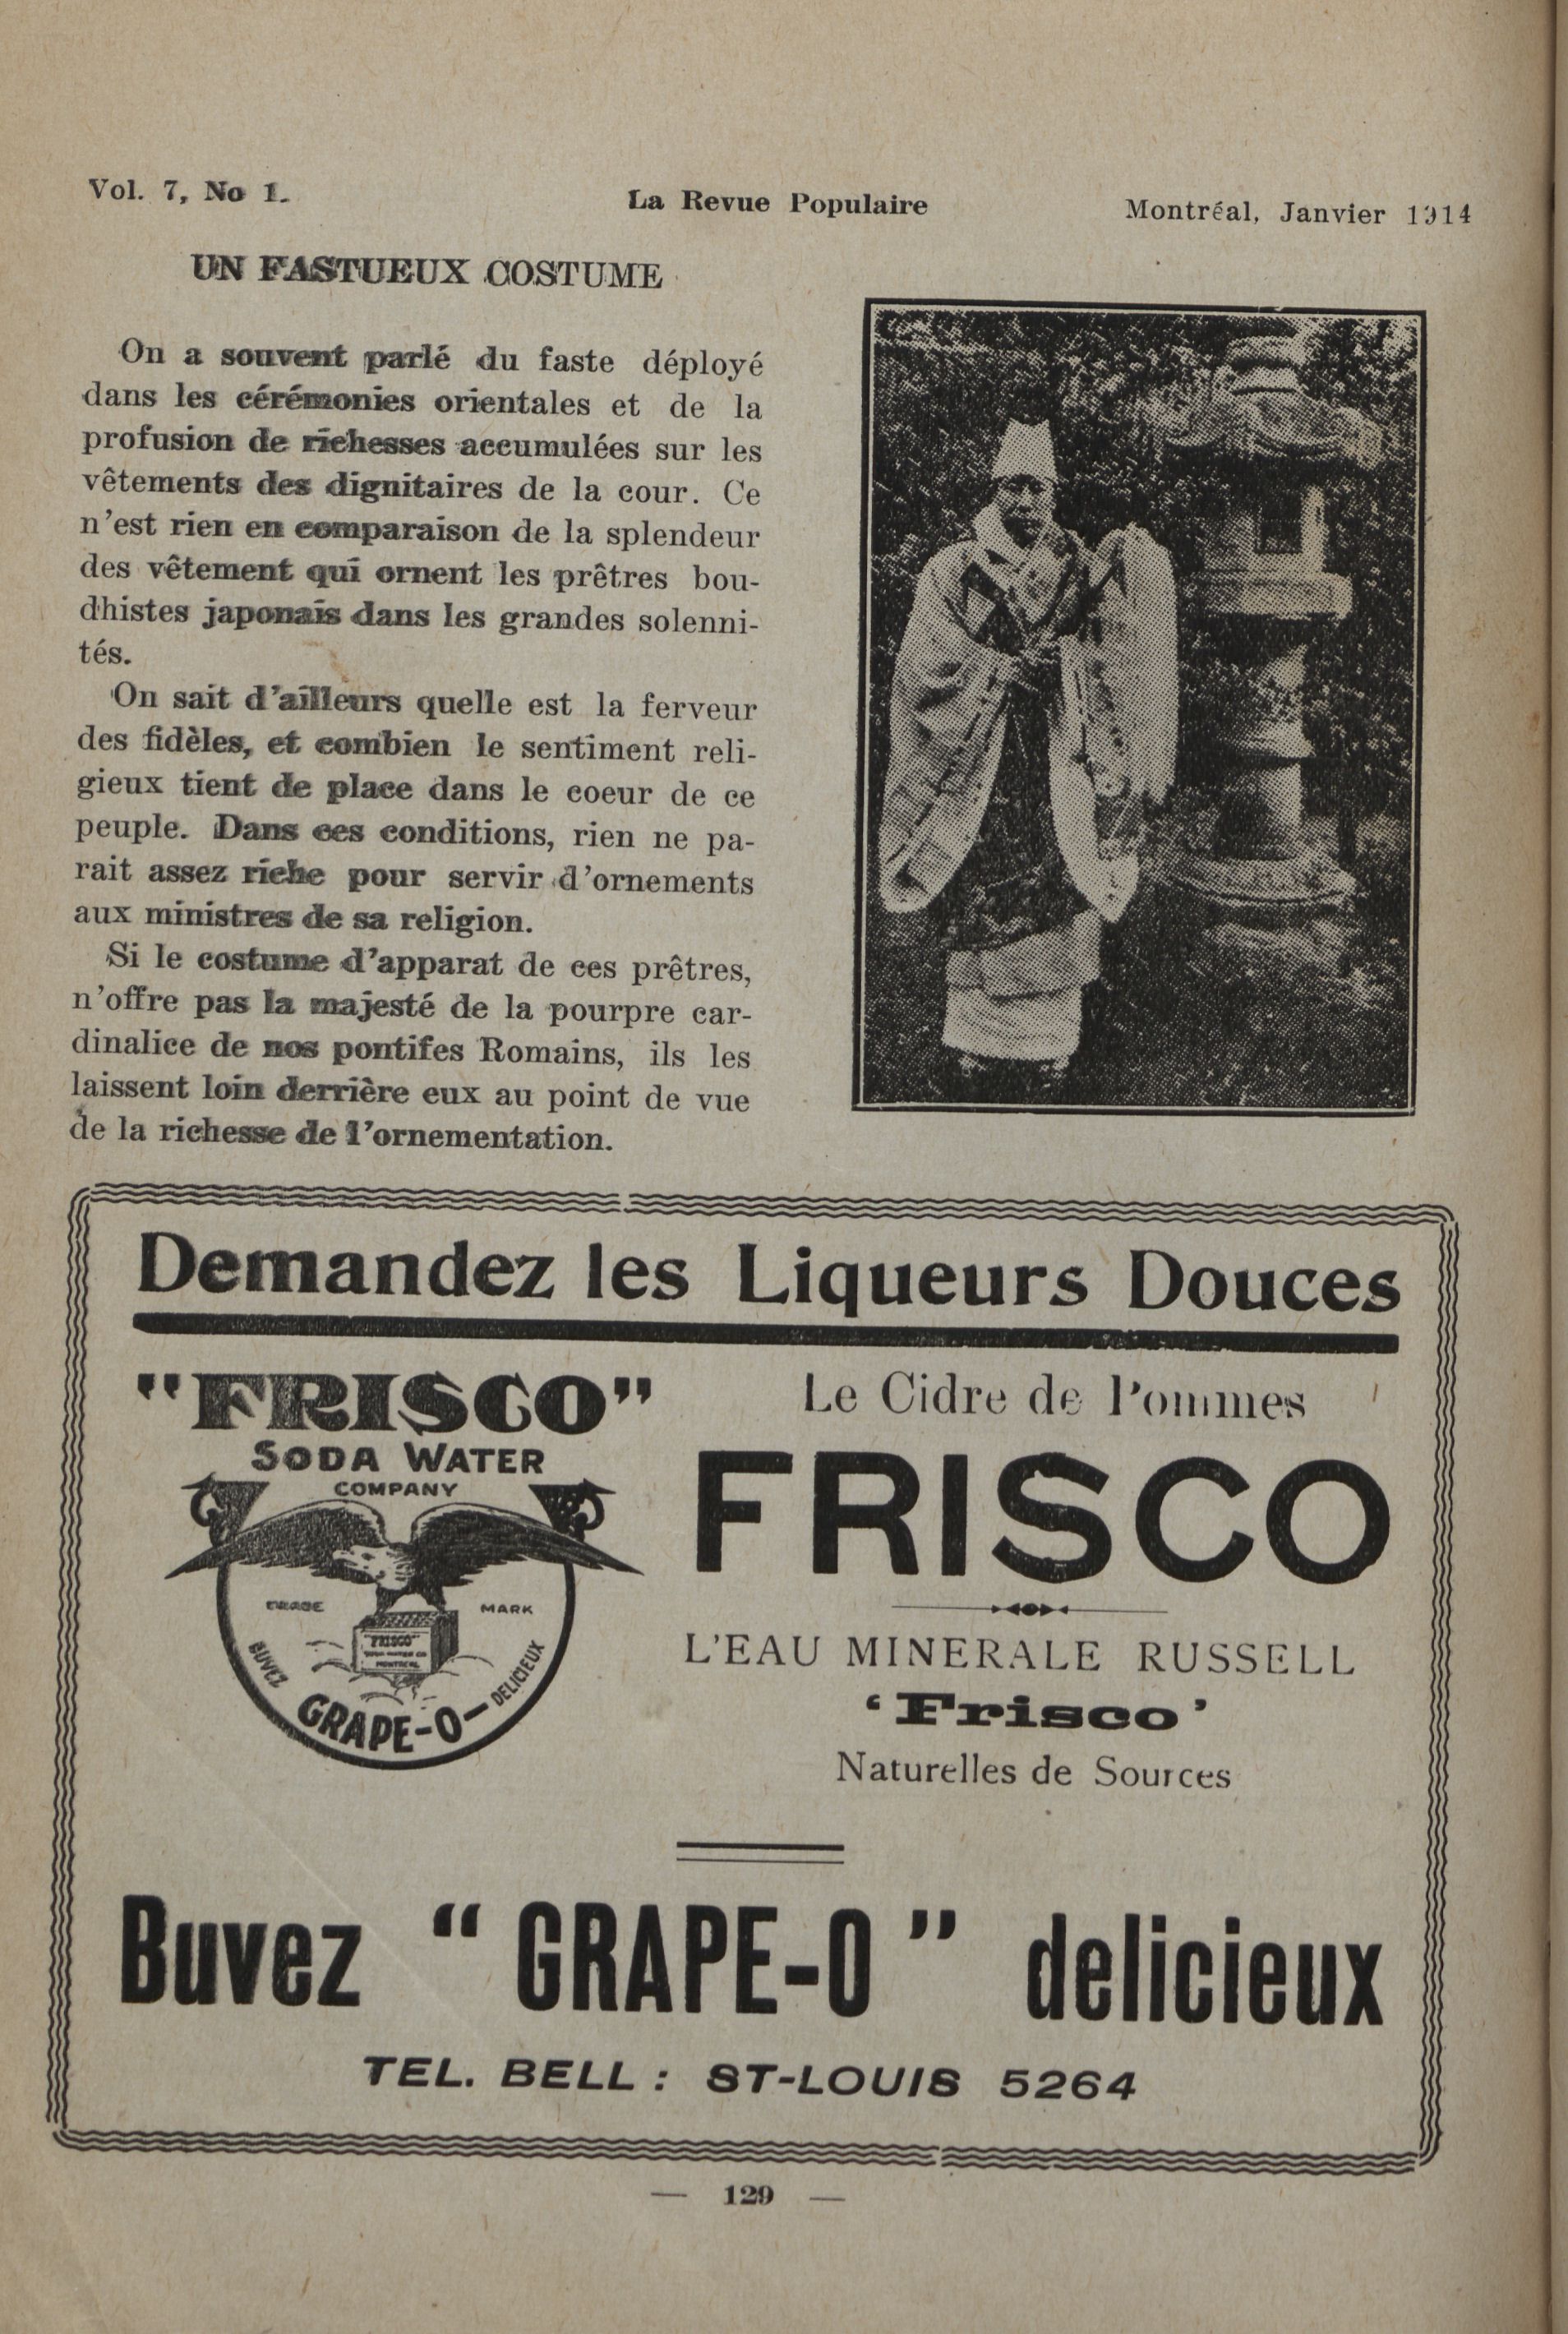 Vol. 7, No 1.
La Revue Populaire
Montréal, Janvier 1914
UN FASTUEUX COSTUME
On a souvent parlé du faste déployé
dans les cérémonies orientales et de la
profusion de richesses accumulées sur les
vêtements des dignitaires de la cour. Ce
n'est rien en comparaison de la splendeur
des vêtement qui ornent les prêtres bou-
dhistes japonais dans les grandes solenni-
tés.
On sait d'ailleurs quelle est la ferveur
des fidèles, et combien le sentiment reli-
gieux tient de place dans le coeur de ce
peuple. Dans ces conditions, rien ne pa-
rait assez riche pour servir d'ornements
aux ministres de sa religion.
Si le costume d'apparat de ces prêtres,
n'offre pas la majesté de la pourpre car-
dinalice de nos pontifes Romains, ils les
laissent loin derrière eux au point de vue
de la richesse de l'ornementation.
Demandez les Liqueurs Douces
"FRISCO"
SODA WATER
COMPANY
TRADE MARK
"FRISCO"
SODA WATER CO
MONTREAL
BUVEZ
GRAPE-O-
DELICIEUX
Le Cidre de Pommes
FRISCO
L'EAU MINERALE RUSSELL
'Frisco'
Naturelles de Sources
Buvez "GRAPE-O" delicieux
TEL. BELL: ST-LOUIS 5264
— 129 —